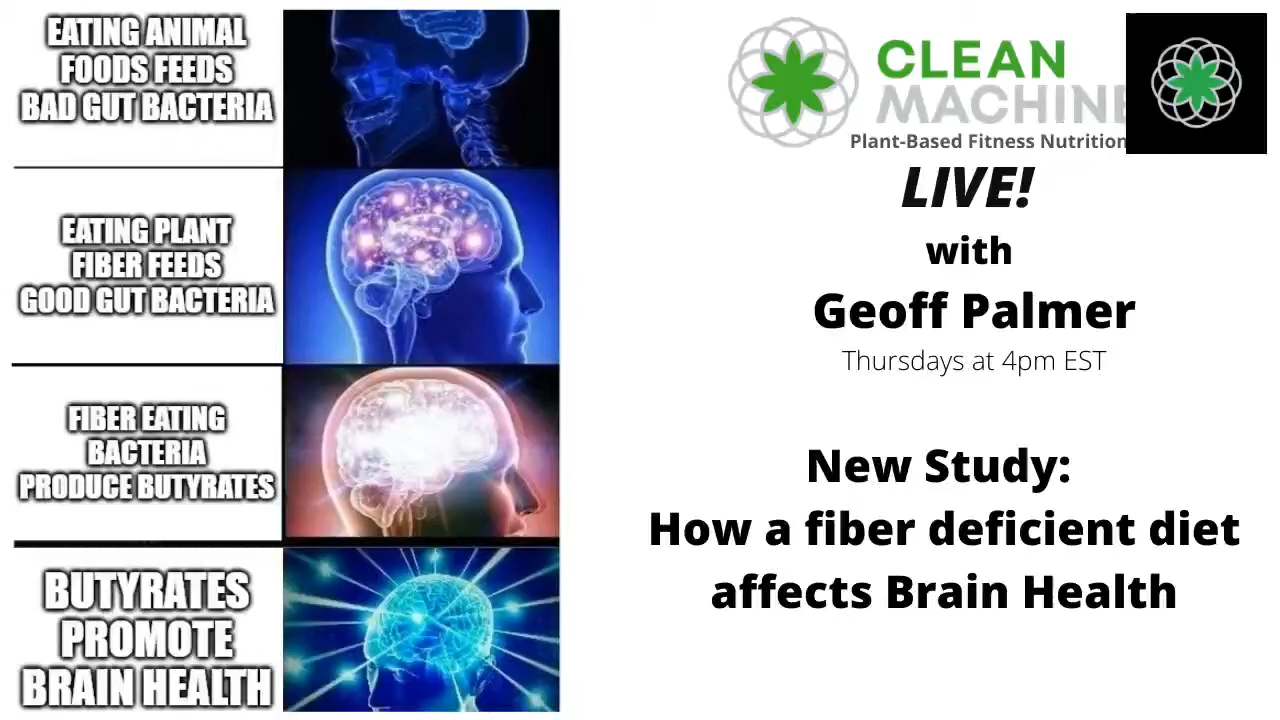 EATING ANIMAL
FOODS FEEDS
BAD GUT BACTERIA
EATING PLANT
FIBER FEEDS
GOOD GUT BACTERIA
FIBER EATING
BACTERIA
PRODUCE BUTYRATES
BUTYRATES
PROMOTE
BRAIN HEALTH
CLEAN
MACHINE
Plant-Based Fitness Nutrition
LIVE!
with
Geoff Palmer
Thursdays at 4pm EST
New Study:
How a fiber deficient diet
affects Brain Health